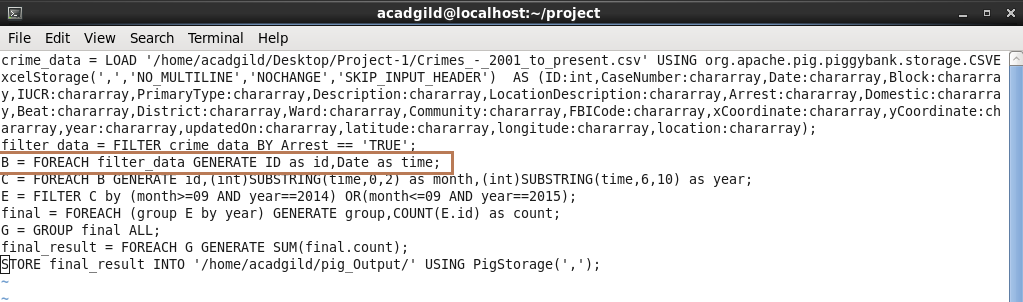 acadgild@localhost:~/project
File Edit View Search Terminal Help
crime_data = LOAD '/home/acadgild/Desktop/Project-1/Crimes_-_2001_to_present.csv' USING org.apache.pig.piggybank.storage.CSVE
xcelStorage(',','NO_MULTILINE','NOCHANGE','SKIP_INPUT_HEADER')  AS (ID:int,CaseNumber:chararray,Date:chararray,Block:chararra
y,IUCR:chararray,PrimaryType:chararray,Description:chararray,LocationDescription:chararray,Arrest:chararray,Domestic:chararra
y,Beat:chararray,District:chararray,Ward:chararray,Community:chararray,FBICode:chararray,xCoordinate:chararray,yCoordinate:ch
ararray,year:chararray,updatedOn:chararray,latitude:chararray,longitude:chararray,location:chararray);
filter_data = FILTER crime_data BY Arrest == 'TRUE';
B = FOREACH filter_data GENERATE ID as id,Date as time;
C = FOREACH B GENERATE id,(int)SUBSTRING(time,0,2) as month,(int)SUBSTRING(time,6,10) as year;
E = FILTER C by (month>=09 AND year==2014) OR(month<=09 AND year==2015);
final = FOREACH (group E by year) GENERATE group,COUNT(E.id) as count;
G = GROUP final ALL;
final_result = FOREACH G GENERATE SUM(final.count);
STORE final_result INTO '/home/acadgild/pig_Output/' USING PigStorage(',');
~
~